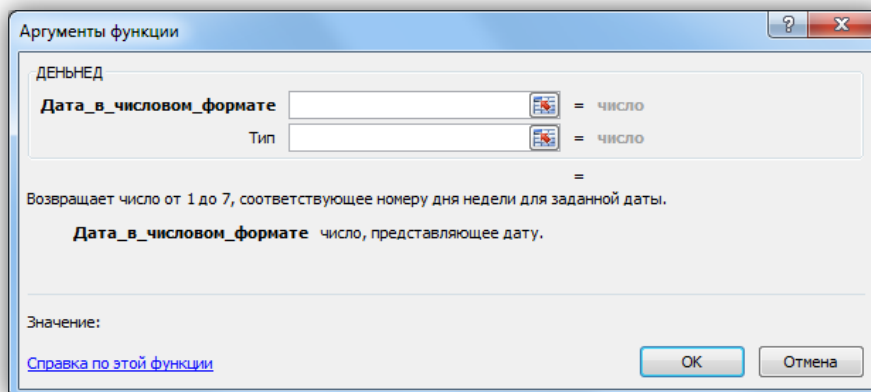 Аргументы функции
ДЕНЬНЕД
Дата_в_числовом_формате = число
Тип = число
=
Возвращает число от 1 до 7, соответствующее номеру дня недели для заданной даты.
Дата_в_числовом_формате число, представляющее дату.
Значение:
Справка по этой функции
ОК
Отмена